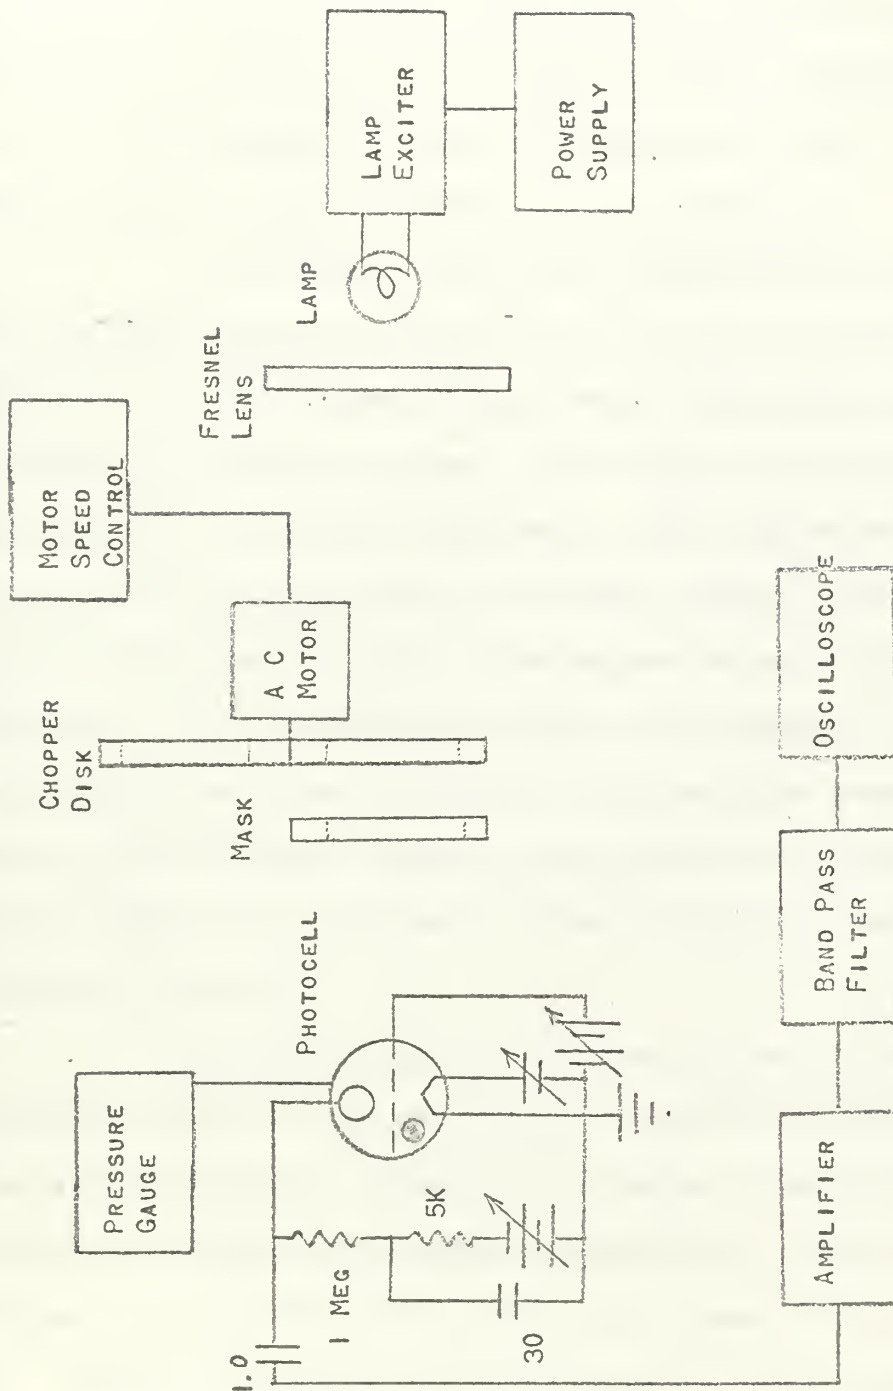 PRESSURE
GAUGE
PHOTOCELL
MASK
CHOPPER
DISK
A C
MOTOR
MOTOR
SPEED
CONTROL
FRESNEL
LENS
LAMP
LAMP
EXCITER
POWER
SUPPLY
1.0
1 MEG
5K
30
AMPLIFIER
BAND PASS
FILTER
OSCILLOSCOPE